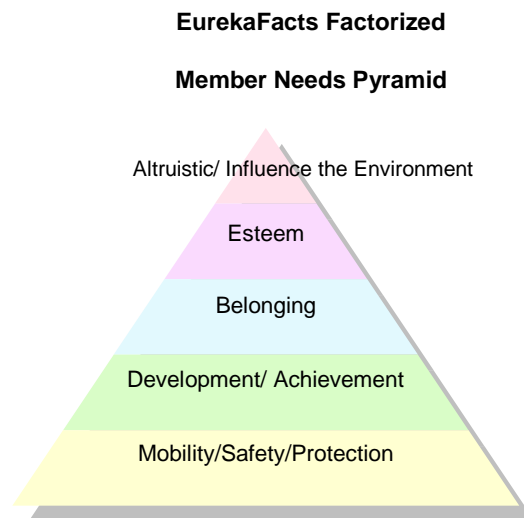 EurekaFacts Factorized
Member Needs Pyramid
Altruistic/ Influence the Environment
Esteem
Belonging
Development/ Achievement
Mobility/Safety/Protection